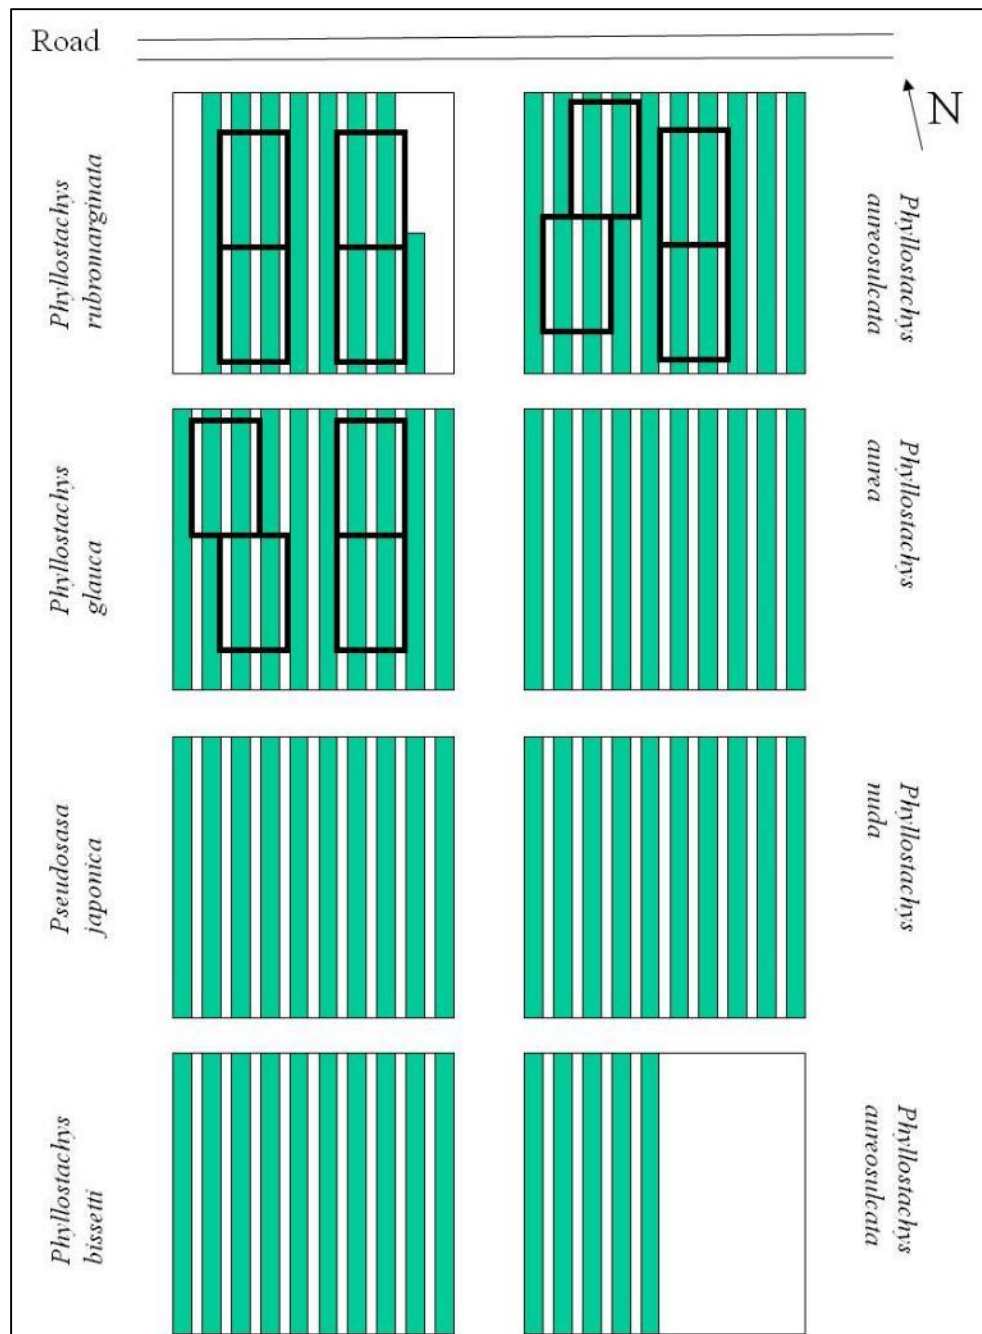 Road
N
Phyllostachys
rubromarginata
Phyllostachys
aureosulcata
Phyllostachys
glauca
Phyllostachys
aurea
Pseudosasa
japonica
Phyllostachys
nuda
Phyllostachys
bissetti
Phyllostachys
aureosulcata